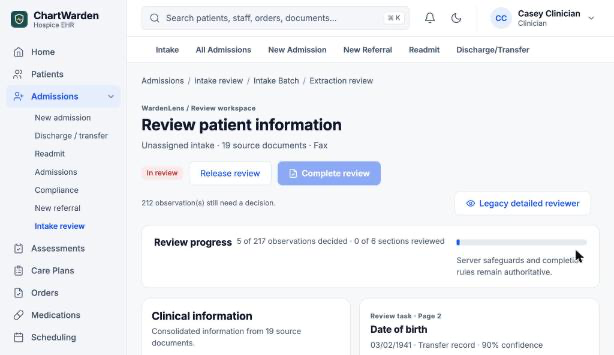 ChartWarden
Hospice EHR
Search patients, staff, orders, documents...
⌘ K
CC
Casey Clinician
Clinician
Home
Patients
Admissions
New admission
Discharge / transfer
Readmit
Admissions
Compliance
New referral
Intake review
Assessments
Care Plans
Orders
Medications
Scheduling
Intake
All Admissions
New Admission
New Referral
Readmit
Discharge/Transfer
Admissions / Intake review / Intake Batch / Extraction review
WardenLens / Review workspace
Review patient information
Unassigned intake · 19 source documents · Fax
In review
Release review
Complete review
212 observation(s) still need a decision.
Legacy detailed reviewer
Review progress 5 of 217 observations decided · 0 of 6 sections reviewed
Server safeguards and
rules remain authoritative.
Clinical information
Consolidated information from 19 source
documents.
Review task · Page 2
Date of birth
03/02/1941 · Transfer record · 90% confidence